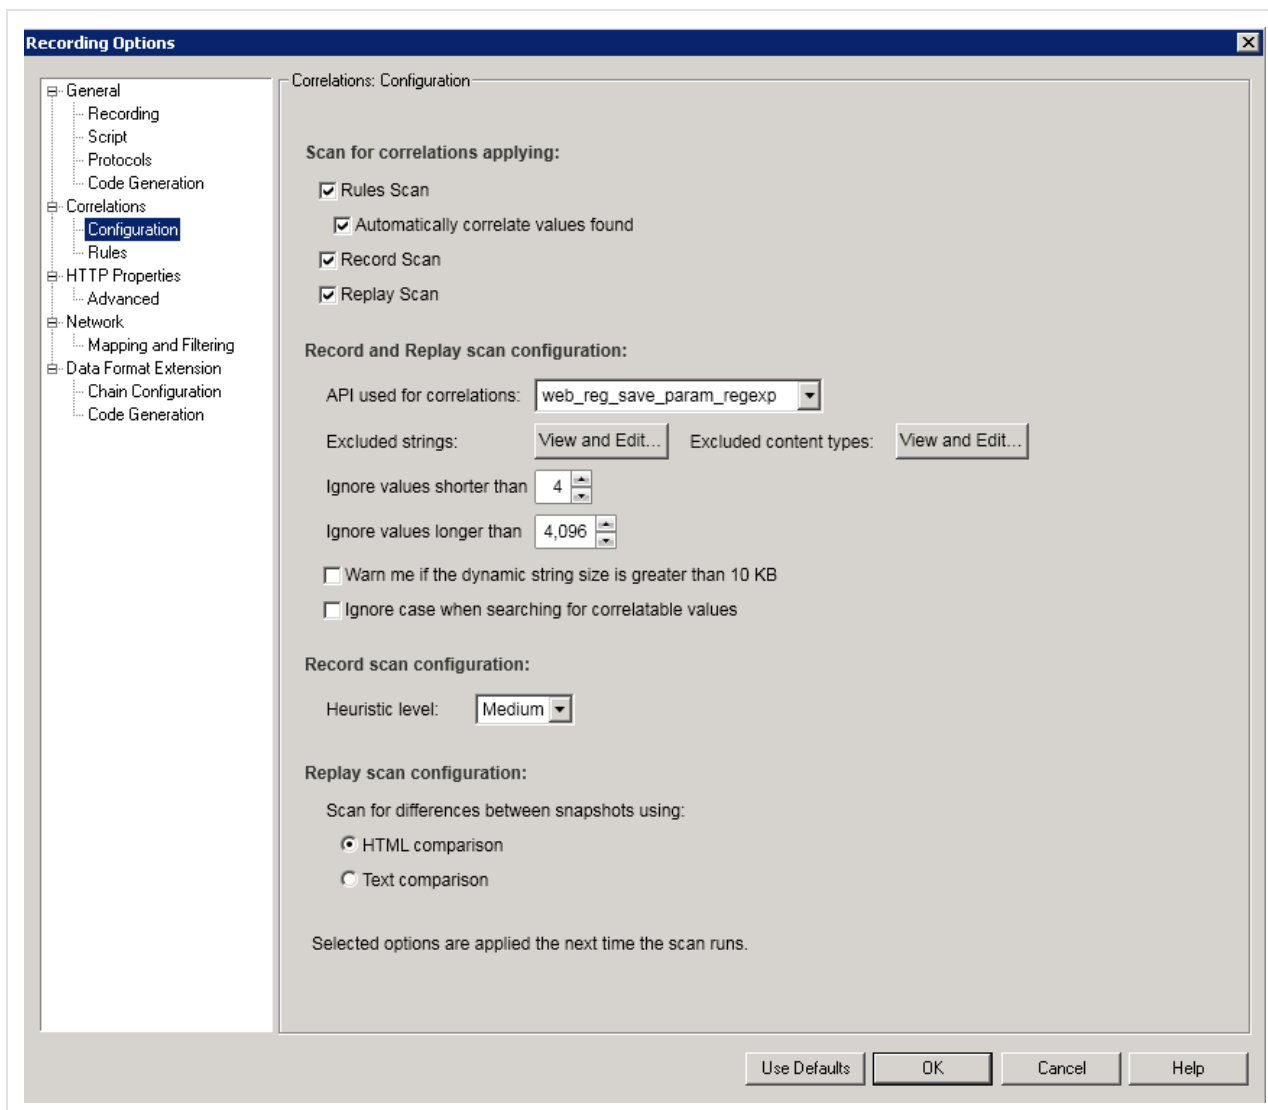 Recording Options
General
Recording
Script
Protocols
Code Generation
Correlations
Configuration
Rules
HTTP Properties
Advanced
Network
Mapping and Filtering
Data Format Extension
Chain Configuration
Code Generation
Correlations: Configuration
Scan for correlations applying:
Rules Scan
Automatically correlate values found
Record Scan
Replay Scan
Record and Replay scan configuration:
API used for correlations: web_reg_save_param_regexp
Excluded strings: View and Edit... Excluded content types: View and Edit...
Ignore values shorter than 4
Ignore values longer than 4,096
Warn me if the dynamic string size is greater than 10 KB
Ignore case when searching for correlatable values
Record scan configuration:
Heuristic level: Medium
Replay scan configuration:
Scan for differences between snapshots using:
HTML comparison
Text comparison
Selected options are applied the next time the scan runs.
Use Defaults OK Cancel Help